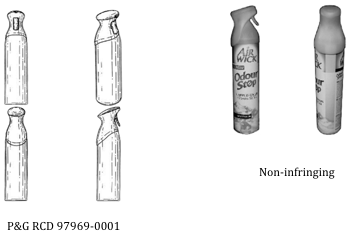 AIR
WICK
Odour
Stop
Non-infringing
P&G RCD 97969-0001